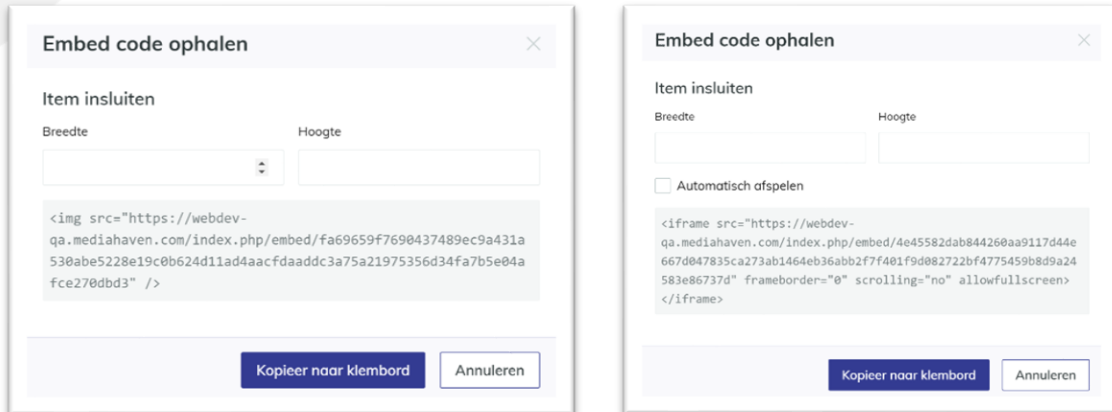 Embed code ophalen
Item insluiten
Breedte
Hoogte
<img src="https://webdev-
qa.mediahaven.com/index.php/embed/fa69659f7690437489ec9a431a
530abe5228e19c0b624d11ad4aacfdaaddc3a75a21975356d34fa7b5e04a
fce270dbd3" />
Kopieer naar klembord
Annuleren
Embed code ophalen
Item insluiten
Breedte
Hoogte
Automatisch afspelen
<iframe src="https://webdev-
qa.mediahaven.com/index.php/embed/4e45582dab844260aa9117d44e
667d047835ca273ab1464eb36abb2f7f401f9d082722bf4775459b8d9a24
583e86737d" frameborder="0" scrolling="no" allowfullscreen>
</iframe>
Kopieer naar klembord
Annuleren